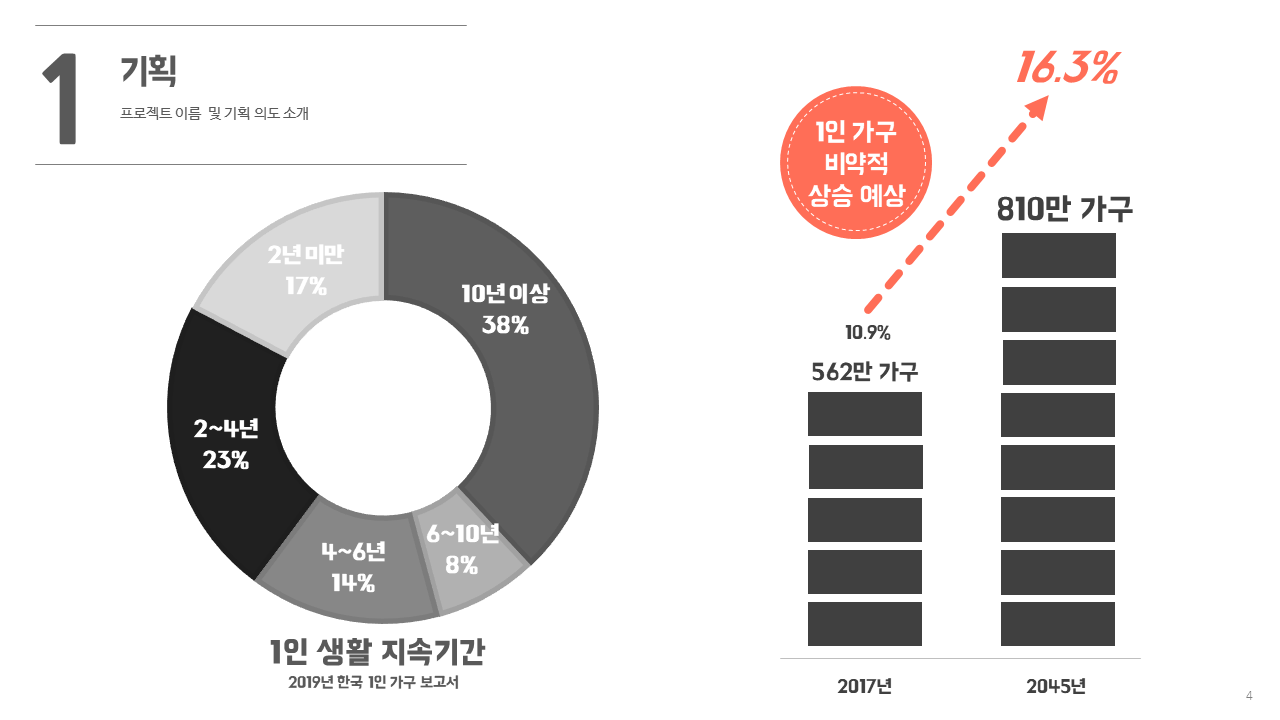 1
기획
프로젝트 이름 및 기획 의도 소개
2년 미만
17%
10년 이상
38%
2~4년
23%
4~6년
14%
6~10년
8%
1인 생활 지속기간
2019년 한국 1인 가구 보고서
16.3%
1인 가구
비약적
상승 예상
810만 가구
10.9%
562만 가구
2017년
2045년
4